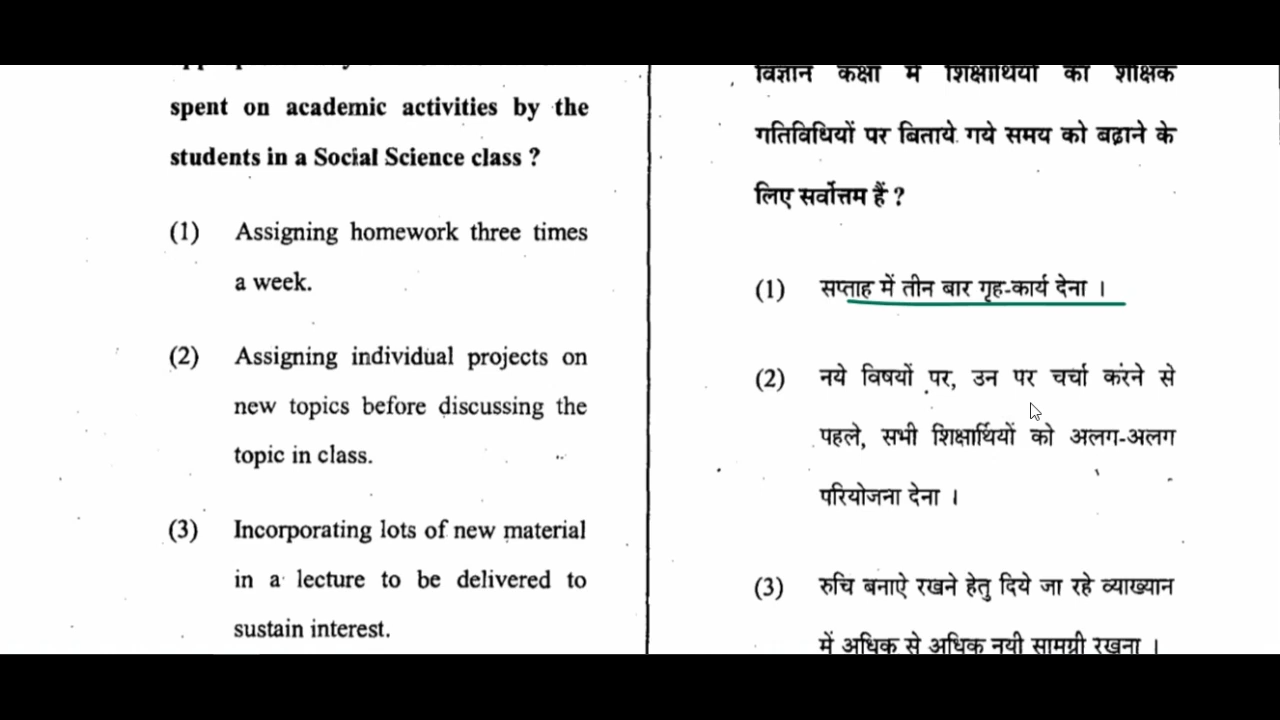 spent on academic activities by the
students in a Social Science class ?
(1) Assigning homework three times
a week.
(2) Assigning individual projects on
new topics before discussing the
topic in class.
(3) Incorporating lots of new material
in a lecture to be delivered to
sustain interest.
विज्ञान कक्षा में शिक्षार्थियों की शैक्षिक
गतिविधियों पर बिताये गये समय को बढ़ाने के
लिए सर्वोत्तम हैं ?
(1) सप्ताह में तीन बार गृह-कार्य देना ।
(2) नये विषयों पर, उन पर चर्चा करने से
पहले, सभी शिक्षार्थियों को अलग-अलग
परियोजना देना ।
(3) रुचि बनाऐ रखने हेतु दिये जा रहे व्याख्यान
में अधिक से अधिक नयी सामग्री रखना ।